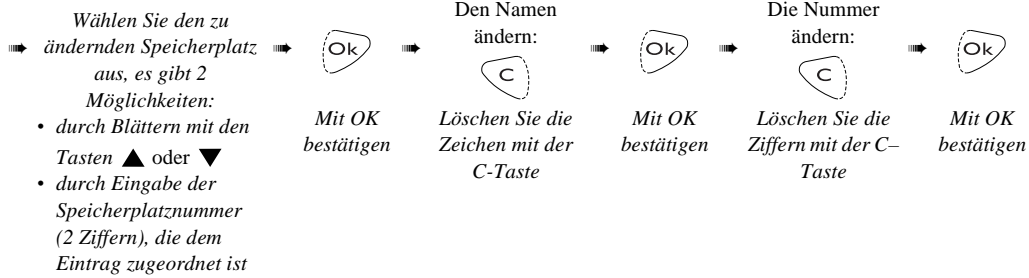 Wählen Sie den zu
ändernden Speicherplatz
aus, es gibt 2
Möglichkeiten:
• durch Blättern mit den
Tasten ▲ oder ▼
• durch Eingabe der
Speicherplatznummer
(2 Ziffern), die dem
Eintrag zugeordnet ist
Ok
Mit OK
bestätigen
Den Namen
ändern:
C
Löschen Sie die
Zeichen mit der
C-Taste
Ok
Mit OK
bestätigen
Die Nummer
ändern:
C
Löschen Sie die
Ziffern mit der C–
Taste
Ok
Mit OK
bestätigen